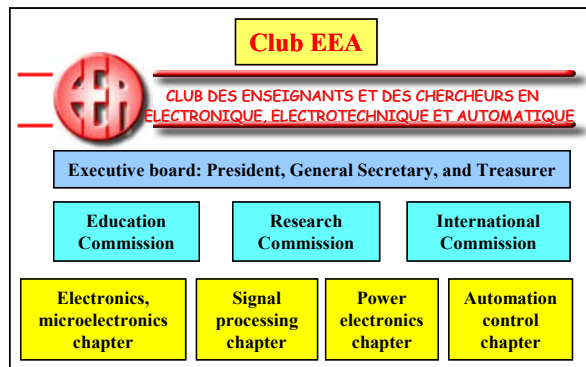 Club EEA
EEA
CLUB DES ENSEIGNANTS ET DES CHERCHEURS EN
ELECTRONIQUE, ELECTROTECHNIQUE ET AUTOMATIQUE
Executive board: President, General Secretary, and Treasurer
Education
Commission
Research
Commission
International
Commission
Electronics,
microelectronics
chapter
Signal
processing
chapter
Power
electronics
chapter
Automation
control
chapter